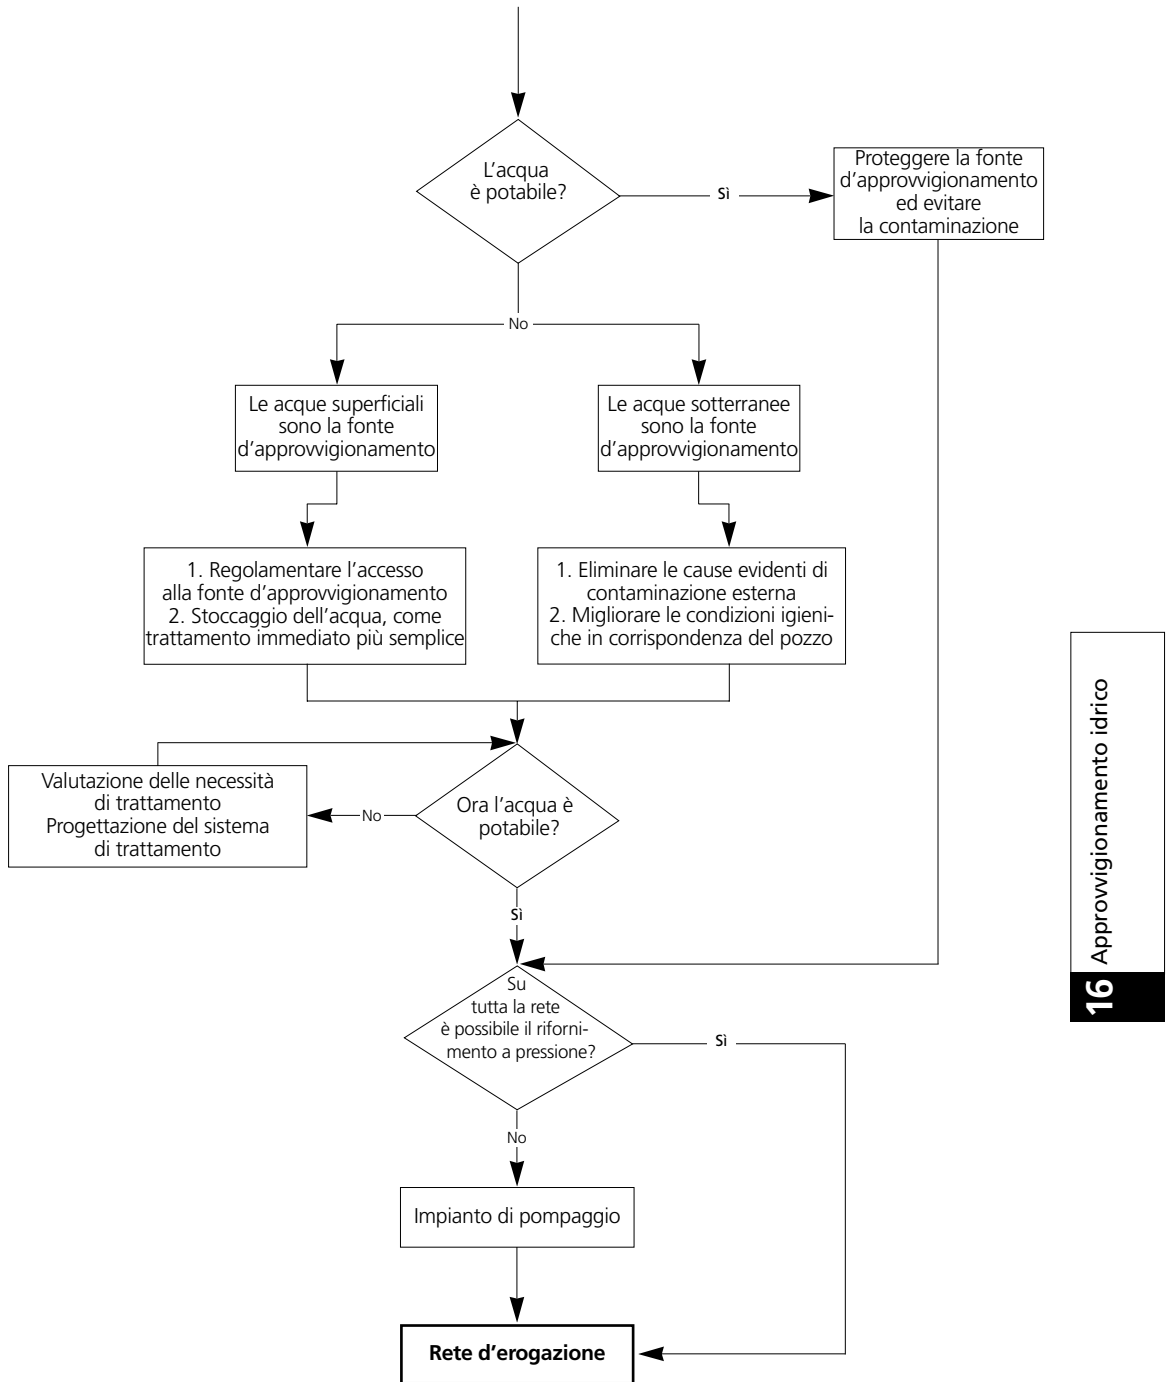 L'acqua
è potabile?
Sì
Proteggere la fonte
d'approvvigionamento
ed evitare
la contaminazione
No
Le acque superficiali
sono la fonte
d'approvvigionamento
Le acque sotterranee
sono la fonte
d'approvvigionamento
1. Regolamentare l'accesso
alla fonte d'approvvigionamento
2. Stoccaggio dell'acqua, come
trattamento immediato più semplice
1. Eliminare le cause evidenti di
contaminazione esterna
2. Migliorare le condizioni igieni-
che in corrispondenza del pozzo
Valutazione delle necessità
di trattamento
Progettazione del sistema
di trattamento
No
Ora l'acqua è
potabile?
Sì
Su
tutta la rete
è possibile il riforni-
mento a pressione?
Sì
No
Impianto di pompaggio
Rete d'erogazione
16 Approvvigionamento idrico